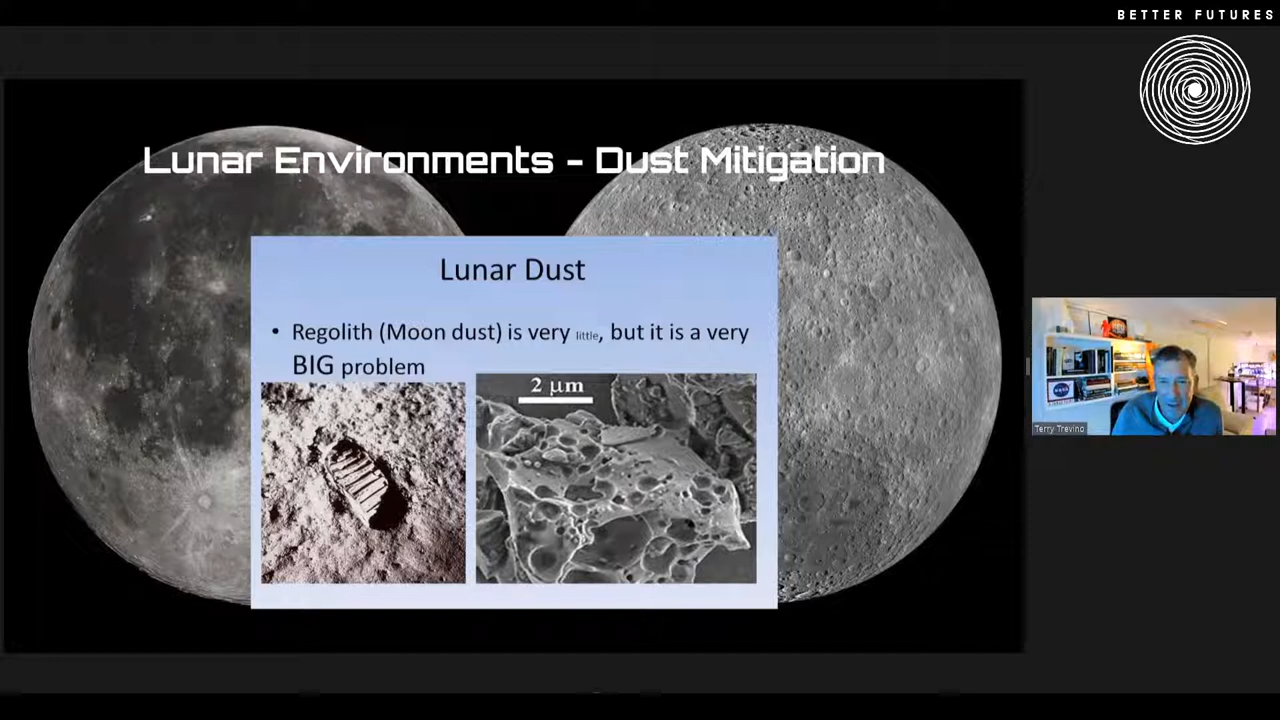 BETTER FUTURES
Lunar Environments - Dust Mitigation
Lunar Dust
• Regolith (Moon dust) is very little, but it is a very
BIG problem
2 μm
Terry Trevino